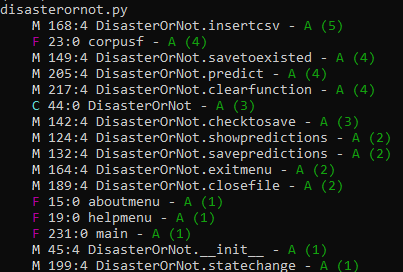 disasterornot.py
M 168:4 DisasterOrNot.insertcsv - A (5)
F 23:0 corpusf - A (4)
M 149:4 DisasterOrNot.savetoexisted - A (4)
M 205:4 DisasterOrNot.predict - A (4)
M 217:4 DisasterOrNot.clearfunction - A (4)
C 44:0 DisasterOrNot - A (3)
M 142:4 DisasterOrNot.checktosave - A (3)
M 124:4 DisasterOrNot.showpredictions - A (2)
M 132:4 DisasterOrNot.savepredictions - A (2)
M 164:4 DisasterOrNot.exitmenu - A (2)
M 189:4 DisasterOrNot.closefile - A (2)
F 15:0 aboutmenu - A (1)
F 19:0 helpmenu - A (1)
F 231:0 main - A (1)
M 45:4 DisasterOrNot.__init__ - A (1)
M 199:4 DisasterOrNot.statechange - A (1)